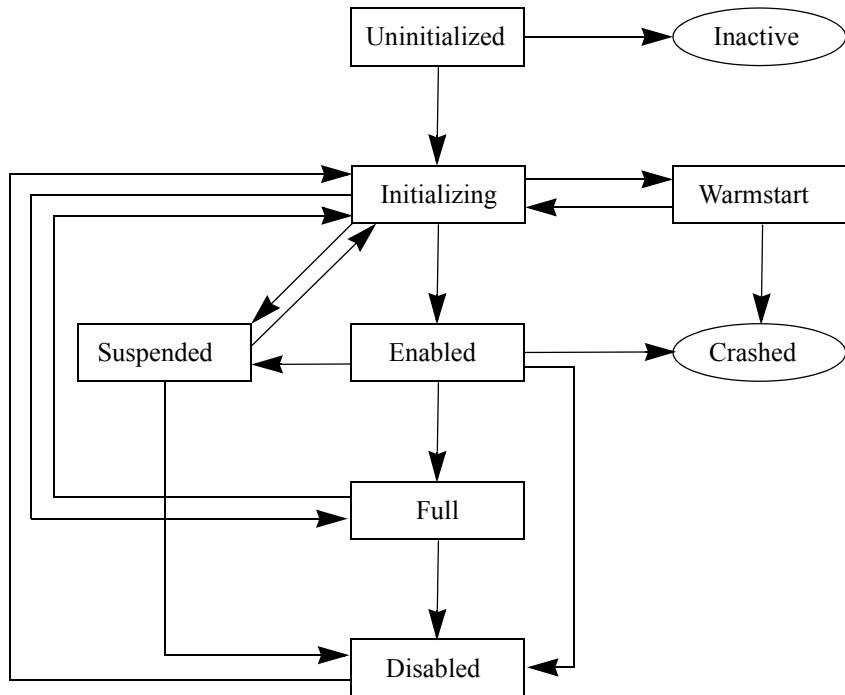 Uninitialized
Inactive
Initializing
Warmstart
Suspended
Enabled
Crashed
Full
Disabled